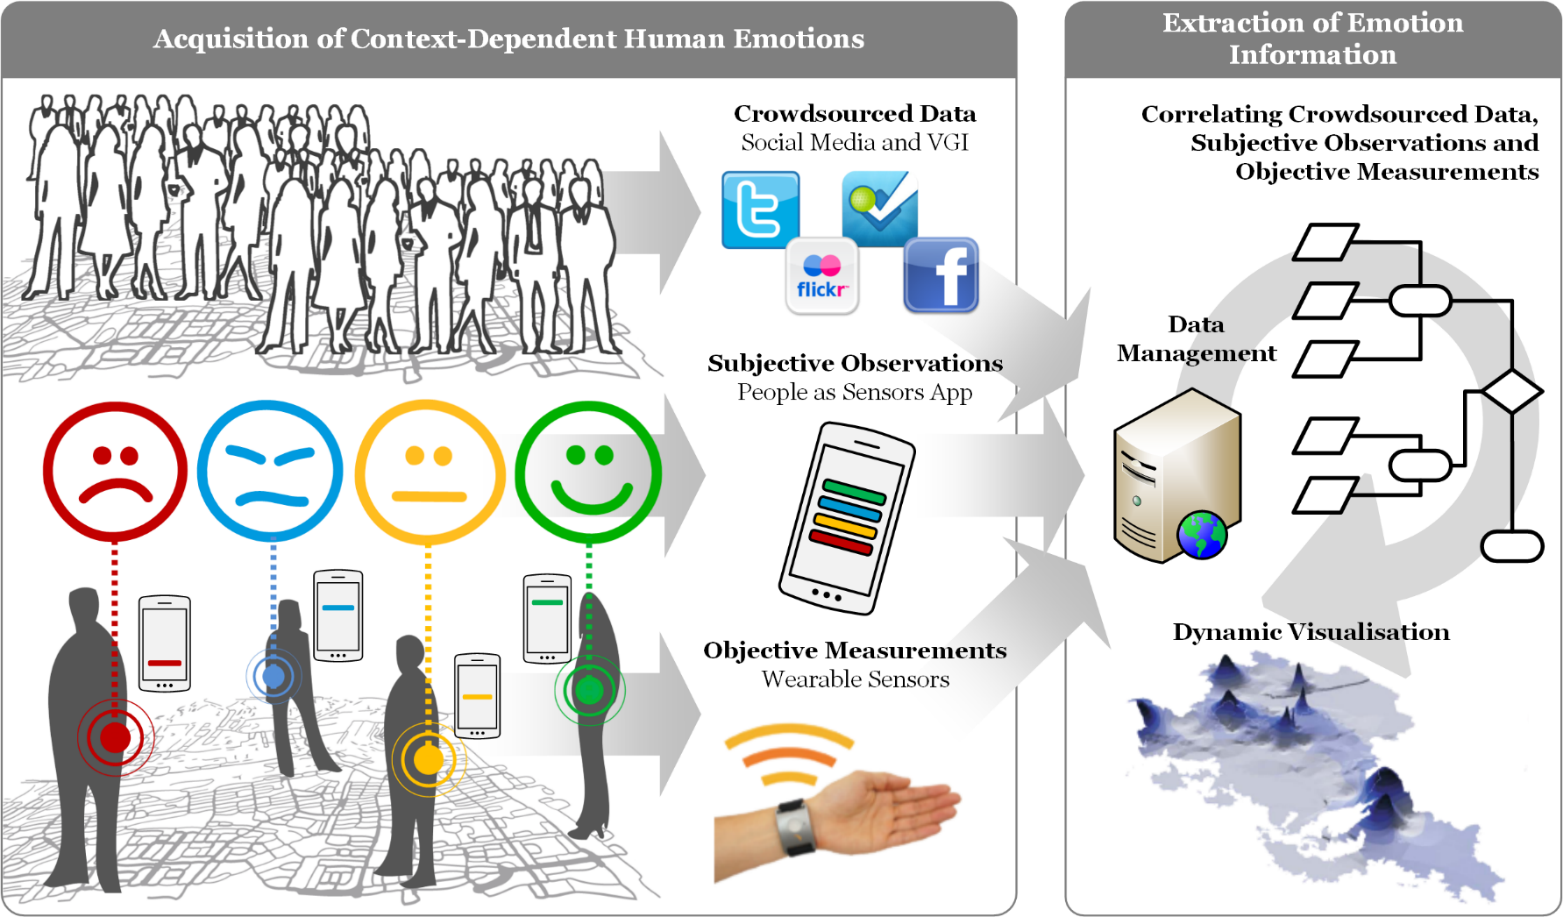 Acquisition of Context-Dependent Human Emotions
Crowdsourced Data
Social Media and VGI
t
flickr
f
Subjective Observations
People as Sensors App
Objective Measurements
Wearable Sensors
Extraction of Emotion
Information
Correlating Crowdsourced Data,
Subjective Observations and
Objective Measurements
Data
Management
Dynamic Visualisation